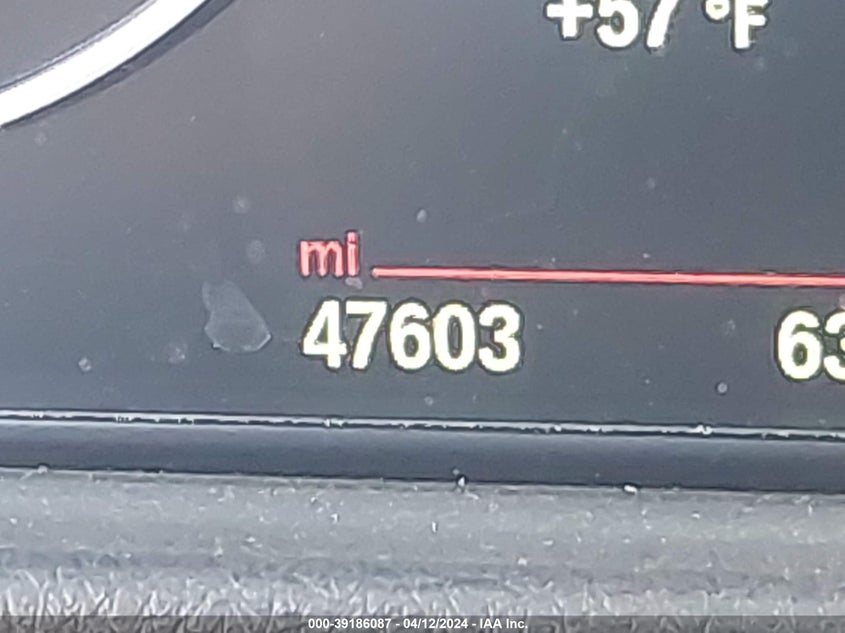 +57 °F
mi
47603 63
000-39186087 - 04/12/2024 - IAA Inc.